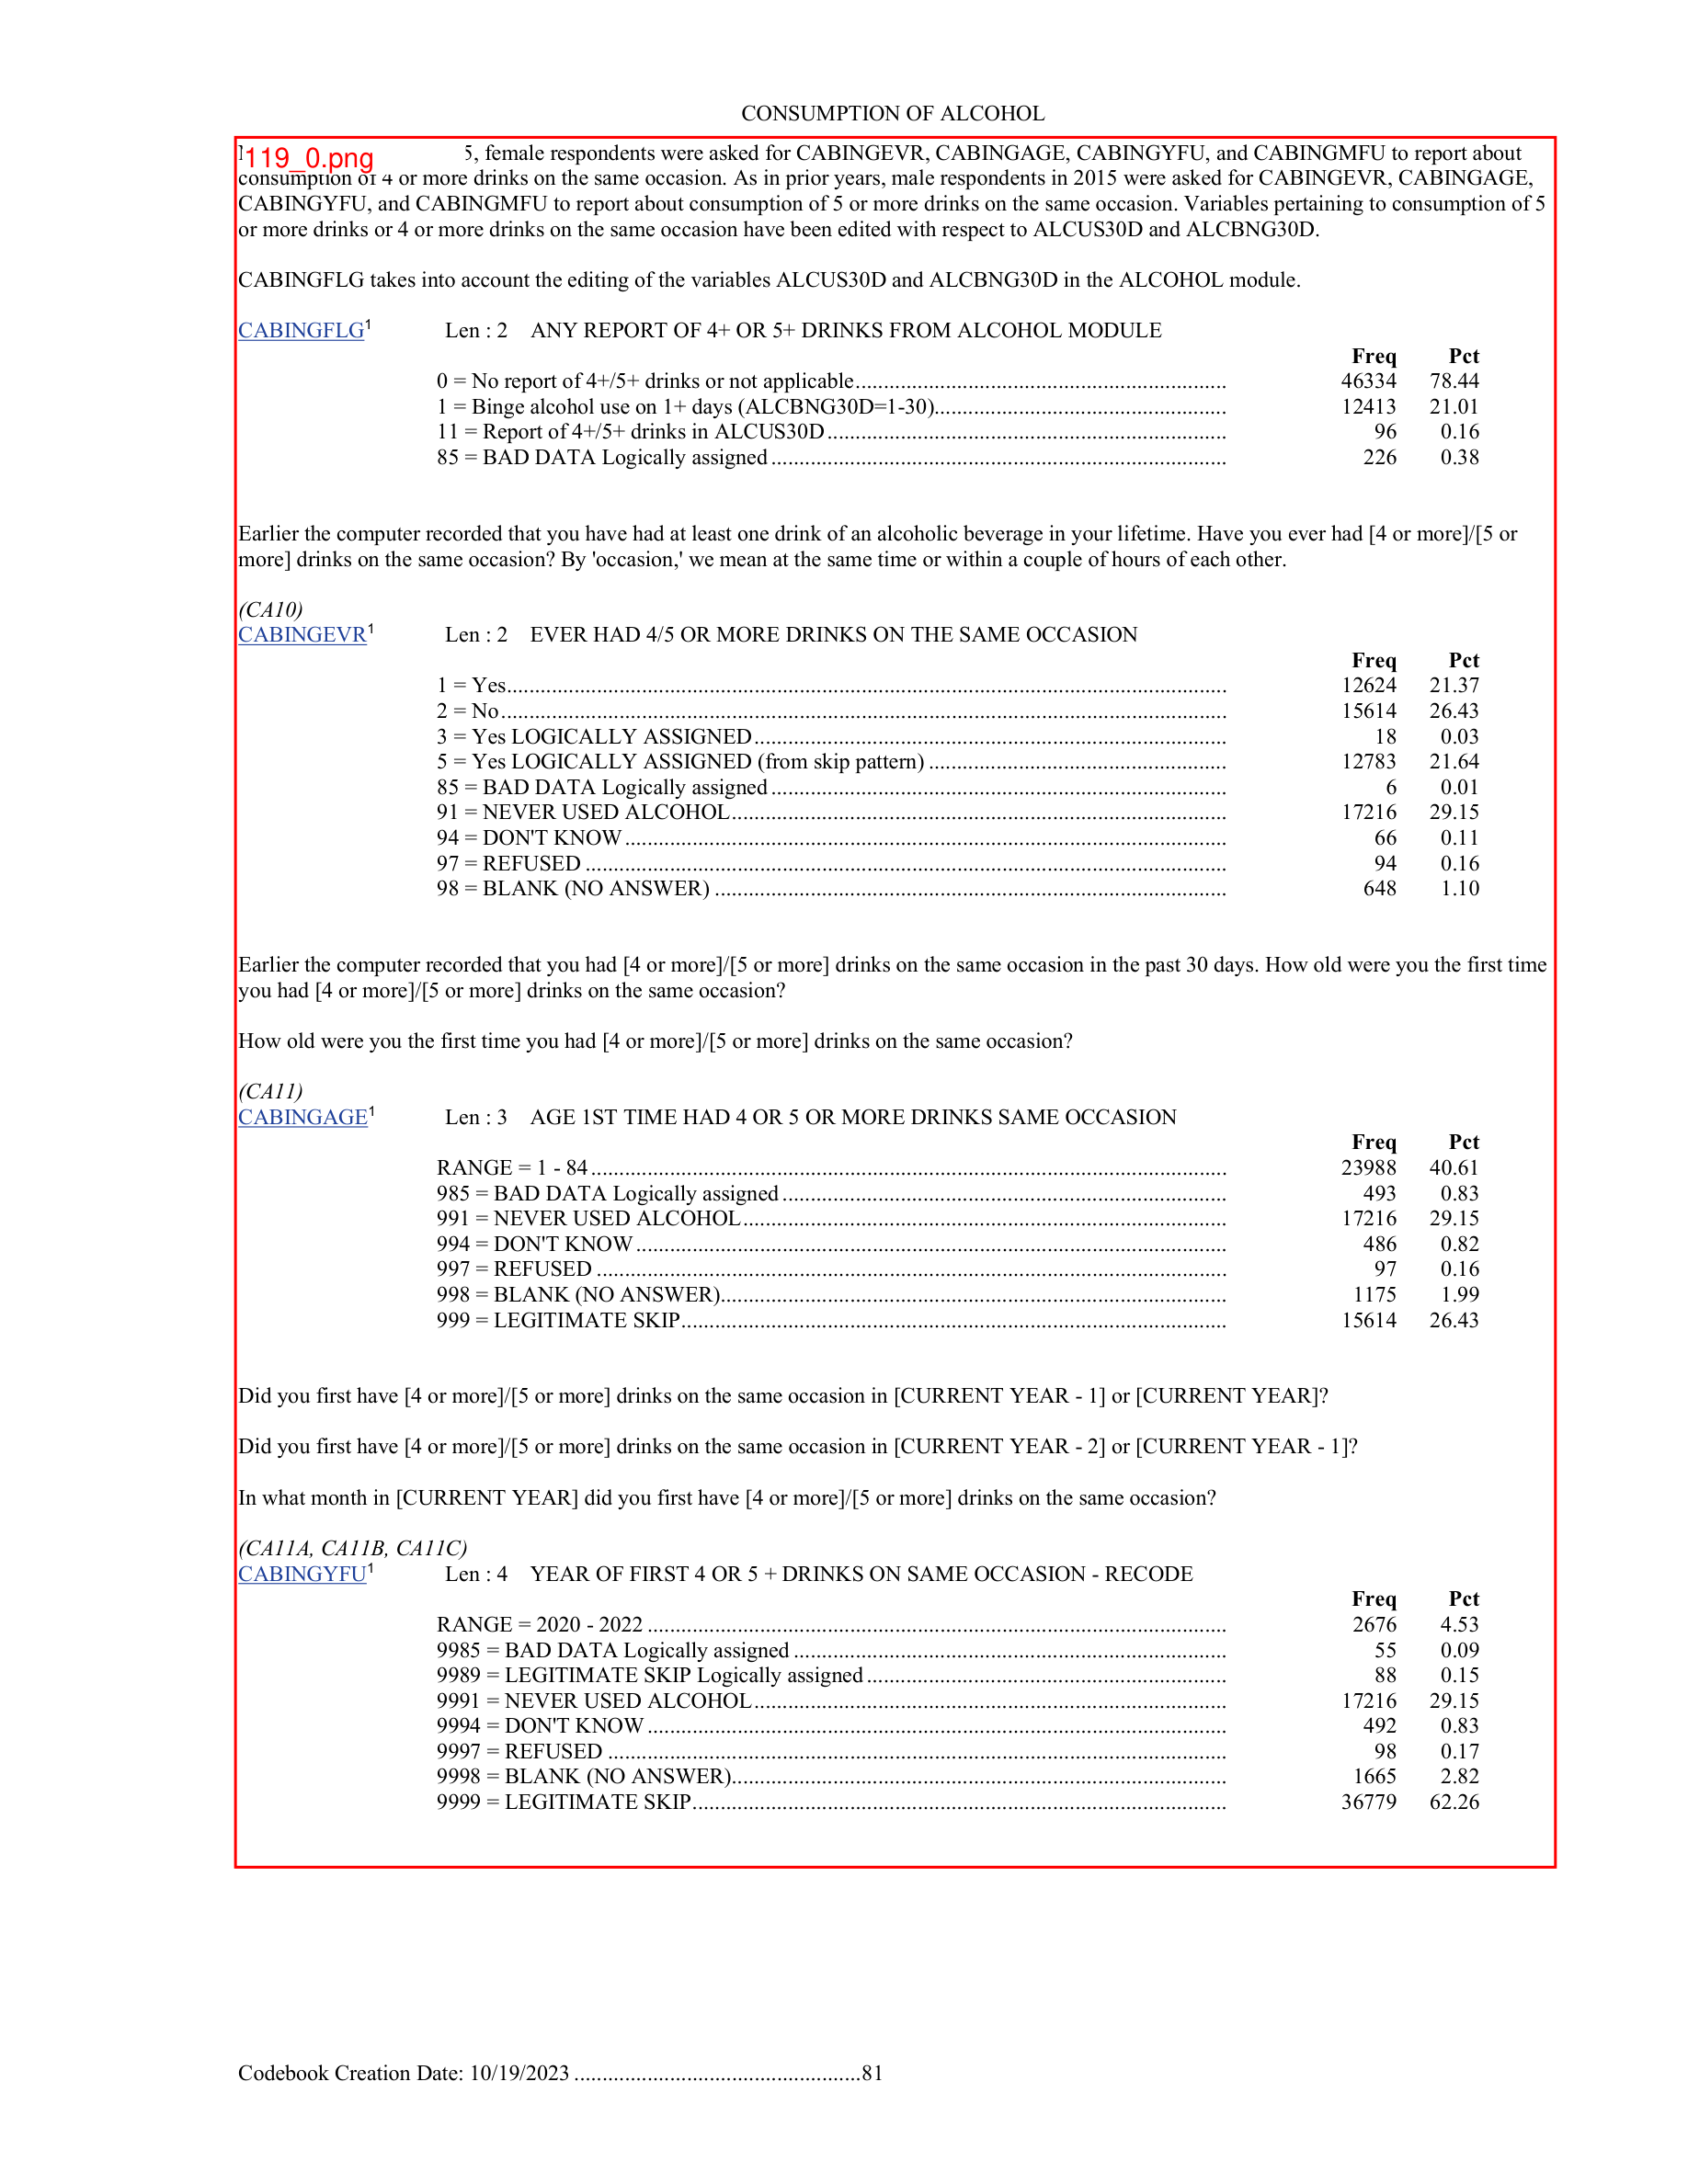 CONSUMPTION OF ALCOHOL
119_0.png
5, female respondents were asked for CABINGEVR, CABINGAGE, CABINGYFU, and CABINGMFU to report about
consumption of 4 or more drinks on the same occasion. As in prior years, male respondents in 2015 were asked for CABINGEVR, CABINGAGE,
CABINGYFU, and CABINGMFU to report about consumption of 5 or more drinks on the same occasion. Variables pertaining to consumption of 5
or more drinks or 4 or more drinks on the same occasion have been edited with respect to ALCUS30D and ALCBNG30D.
CABINGFLG takes into account the editing of the variables ALCUS30D and ALCBNG30D in the ALCOHOL module.
CABINGFLG¹ Len : 2 ANY REPORT OF 4+ OR 5+ DRINKS FROM ALCOHOL MODULE
Freq Pct
0 = No report of 4+/5+ drinks or not applicable.................................................................. 46334 78.44
1 = Binge alcohol use on 1+ days (ALCBNG30D=1-30).................................................... 12413 21.01
11 = Report of 4+/5+ drinks in ALCUS30D....................................................................... 96 0.16
85 = BAD DATA Logically assigned................................................................................. 226 0.38
Earlier the computer recorded that you have had at least one drink of an alcoholic beverage in your lifetime. Have you ever had [4 or more]/[5 or
more] drinks on the same occasion? By 'occasion,' we mean at the same time or within a couple of hours of each other.
(CA10)
CABINGEVR¹ Len : 2 EVER HAD 4/5 OR MORE DRINKS ON THE SAME OCCASION
Freq Pct
1 = Yes................................................................................................................................ 12624 21.37
2 = No................................................................................................................................. 15614 26.43
3 = Yes LOGICALLY ASSIGNED.................................................................................... 18 0.03
5 = Yes LOGICALLY ASSIGNED (from skip pattern) ..................................................... 12783 21.64
85 = BAD DATA Logically assigned................................................................................. 6 0.01
91 = NEVER USED ALCOHOL........................................................................................ 17216 29.15
94 = DON'T KNOW........................................................................................................... 66 0.11
97 = REFUSED .................................................................................................................. 94 0.16
98 = BLANK (NO ANSWER) ........................................................................................... 648 1.10
Earlier the computer recorded that you had [4 or more]/[5 or more] drinks on the same occasion in the past 30 days. How old were you the first time
you had [4 or more]/[5 or more] drinks on the same occasion?
How old were you the first time you had [4 or more]/[5 or more] drinks on the same occasion?
(CA11)
CABINGAGE¹ Len : 3 AGE 1ST TIME HAD 4 OR 5 OR MORE DRINKS SAME OCCASION
Freq Pct
RANGE = 1 - 84................................................................................................................. 23988 40.61
985 = BAD DATA Logically assigned............................................................................... 493 0.83
991 = NEVER USED ALCOHOL...................................................................................... 17216 29.15
994 = DON'T KNOW......................................................................................................... 486 0.82
997 = REFUSED ................................................................................................................ 97 0.16
998 = BLANK (NO ANSWER).......................................................................................... 1175 1.99
999 = LEGITIMATE SKIP................................................................................................. 15614 26.43
Did you first have [4 or more]/[5 or more] drinks on the same occasion in [CURRENT YEAR - 1] or [CURRENT YEAR]?
Did you first have [4 or more]/[5 or more] drinks on the same occasion in [CURRENT YEAR - 2] or [CURRENT YEAR - 1]?
In what month in [CURRENT YEAR] did you first have [4 or more]/[5 or more] drinks on the same occasion?
(CA11A, CA11B, CA11C)
CABINGYFU¹ Len : 4 YEAR OF FIRST 4 OR 5 + DRINKS ON SAME OCCASION - RECODE
Freq Pct
RANGE = 2020 - 2022 ....................................................................................................... 2676 4.53
9985 = BAD DATA Logically assigned ............................................................................. 55 0.09
9989 = LEGITIMATE SKIP Logically assigned................................................................ 88 0.15
9991 = NEVER USED ALCOHOL.................................................................................... 17216 29.15
9994 = DON'T KNOW....................................................................................................... 492 0.83
9997 = REFUSED .............................................................................................................. 98 0.17
9998 = BLANK (NO ANSWER)........................................................................................ 1665 2.82
9999 = LEGITIMATE SKIP............................................................................................... 36779 62.26
Codebook Creation Date: 10/19/2023 ...................................................81